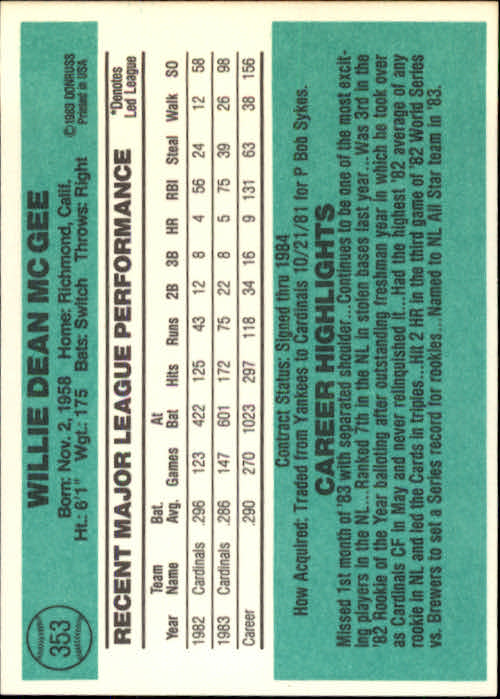 353
WILLIE DEAN MC GEE
© 1983 DONRUSS
Printed in USA
Born: Nov. 2, 1958 Home: Richmond, Calif.
Ht.: 6'1" Wgt: 175 Bats: Switch Throws: Right
RECENT MAJOR LEAGUE PERFORMANCE
*Denotes
Led League
Team Bat. At
Year Name Avg. Games Bat Hits Runs 2B 3B HR RBI Steal Walk SO
1982 Cardinals .296 123 422 125 43 12 8 4 56 24 12 58
1983 Cardinals .286 147 601 172 75 22 8 5 75 39 26 98
Career .290 270 1023 297 118 34 16 9 131 63 38 156
Contract Status: Signed thru 1984
How Acquired: Traded from Yankees to Cardinals 10/21/81 for P Bob Sykes.
CAREER HIGHLIGHTS
Missed 1st month of '83 with separated shoulder...Continues to be one of the most excit-
ing players in the NL...Ranked 7th in the NL in stolen bases last year...Was 3rd in the
'82 Rookie of the Year balloting after outstanding freshman year in which he took over
as Cardinals CF in May and never relinquished it...Had the highest '82 average of any
rookie in NL and led the Cards in triples...Hit 2 HR in the third game of '82 World Series
vs. Brewers to set a Series record for rookies...Named to NL All Star team in '83.